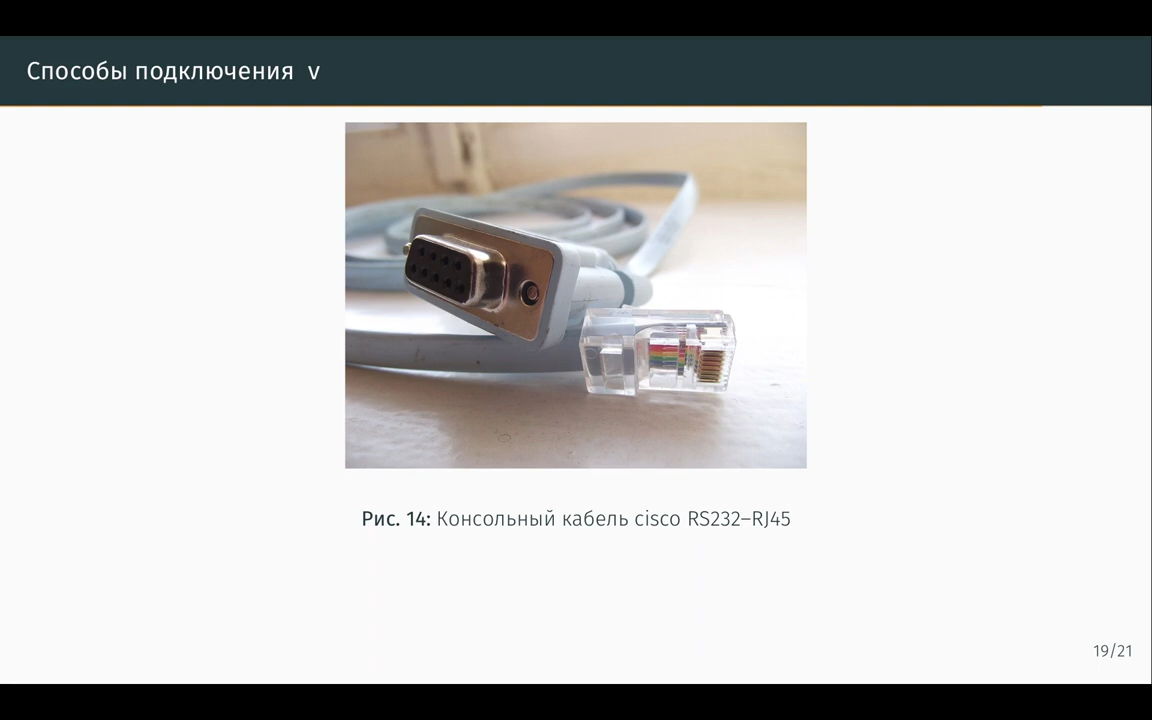 Способы подключения v
Рис. 14: Консольный кабель cisco RS232–RJ45
19/21